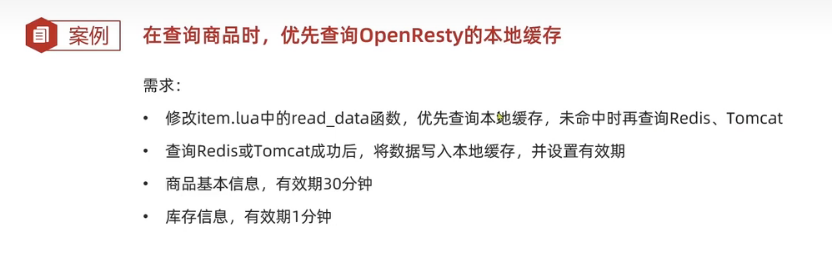 案例
在查询商品时，优先查询OpenResty的本地缓存
需求：
• 修改item.lua中的read_data函数，优先查询本地缓存，未命中时再查询Redis、Tomcat
• 查询Redis或Tomcat成功后，将数据写入本地缓存，并设置有效期
• 商品基本信息，有效期30分钟
• 库存信息，有效期1分钟